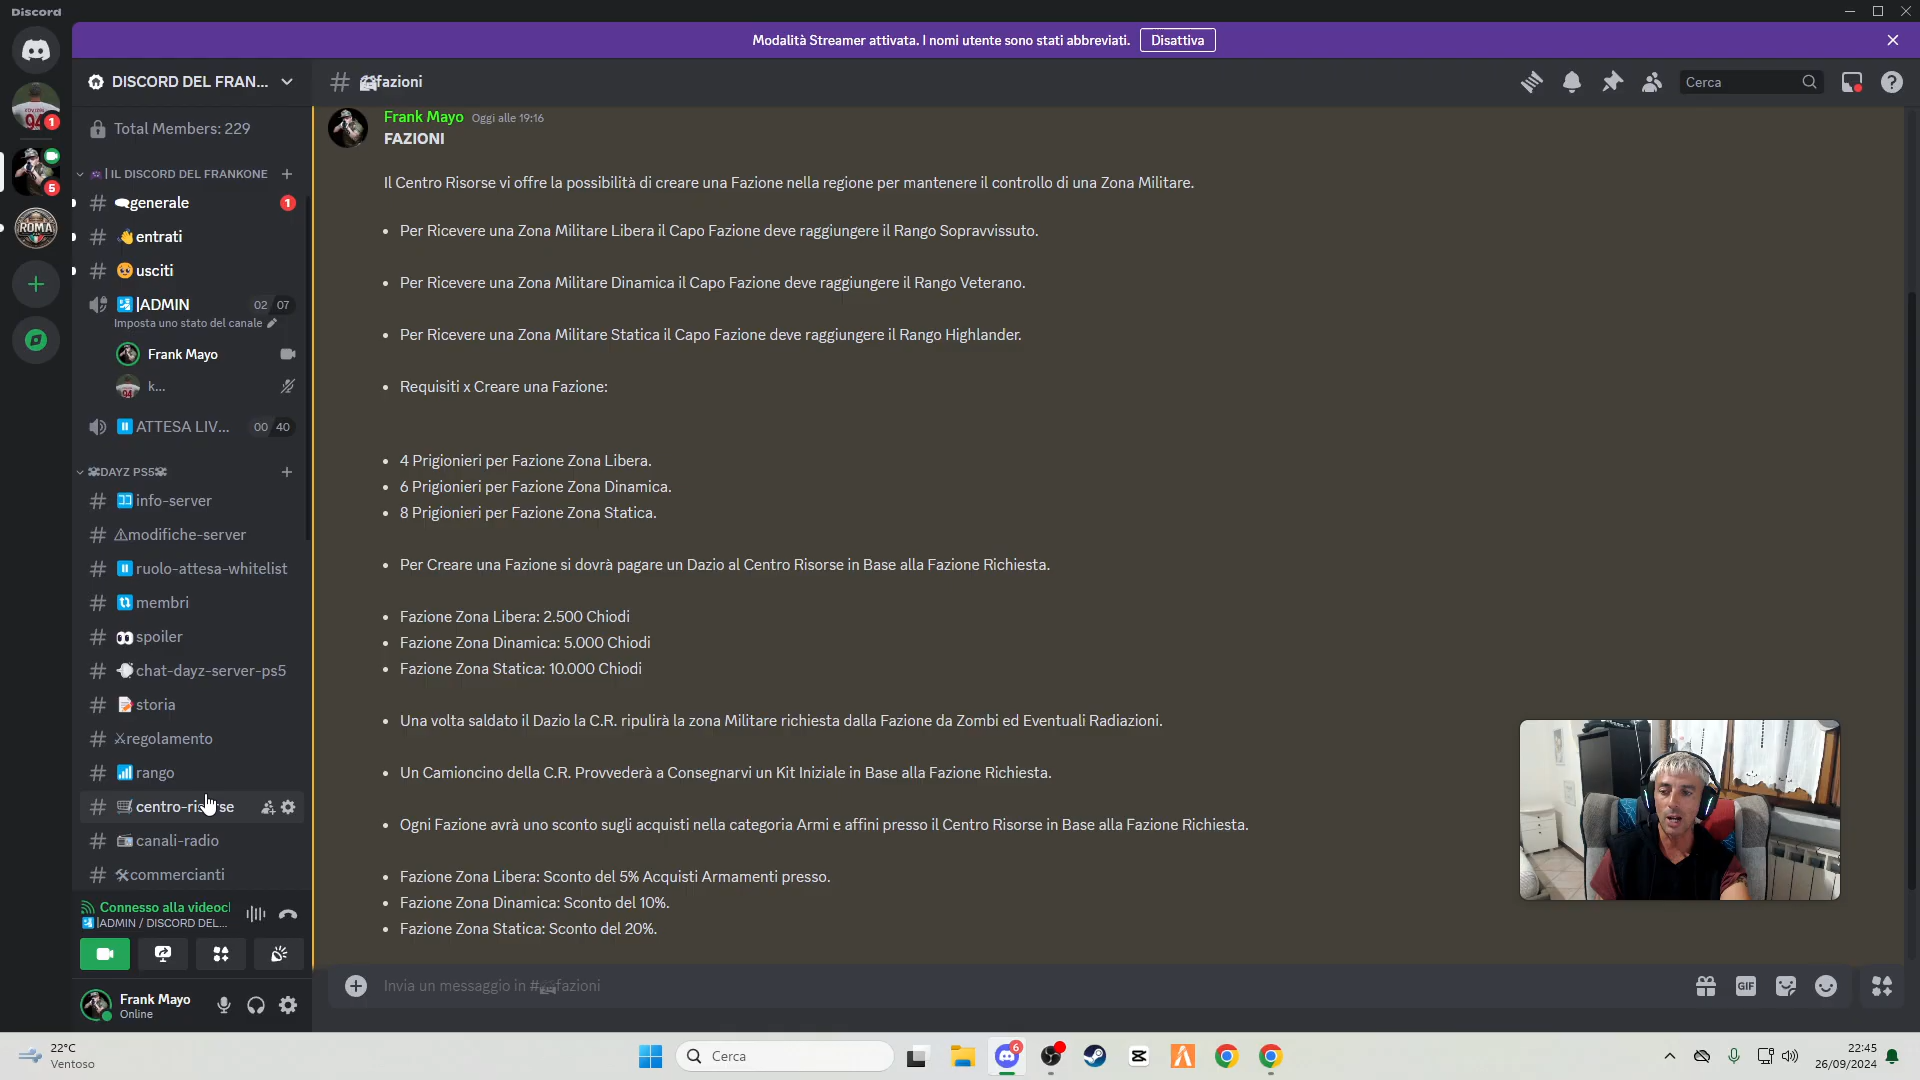 Discord
Modalità Streamer attivata. I nomi utente sono stati abbreviati.
Disattiva
DISCORD DEL FRAN...
fazioni
Cerca
Total Members: 229
| IL DISCORD DEL FRANKONE
generale
1
entrati
usciti
|ADMIN
02 07
Imposta uno stato del canale
Frank Mayo
k...
ATTESA LIV...
00 40
DAYZ PS5
info-server
modifiche-server
ruolo-attesa-whitelist
membri
spoiler
chat-dayz-server-ps5
storia
regolamento
rango
centro-risorse
canali-radio
commercianti
Connesso alla videocl
|ADMIN / DISCORD DEL...
Frank Mayo
Online
1
5
ROMA
Frank Mayo Oggi alle 19:16
FAZIONI
Il Centro Risorse vi offre la possibilità di creare una Fazione nella regione per mantenere il controllo di una Zona Militare.
• Per Ricevere una Zona Militare Libera il Capo Fazione deve raggiungere il Rango Sopravvissuto.
• Per Ricevere una Zona Militare Dinamica il Capo Fazione deve raggiungere il Rango Veterano.
• Per Ricevere una Zona Militare Statica il Capo Fazione deve raggiungere il Rango Highlander.
• Requisiti x Creare una Fazione:
• 4 Prigionieri per Fazione Zona Libera.
• 6 Prigionieri per Fazione Zona Dinamica.
• 8 Prigionieri per Fazione Zona Statica.
• Per Creare una Fazione si dovrà pagare un Dazio al Centro Risorse in Base alla Fazione Richiesta.
• Fazione Zona Libera: 2.500 Chiodi
• Fazione Zona Dinamica: 5.000 Chiodi
• Fazione Zona Statica: 10.000 Chiodi
• Una volta saldato il Dazio la C.R. ripulirà la zona Militare richiesta dalla Fazione da Zombi ed Eventuali Radiazioni.
• Un Camioncino della C.R. Provvederà a Consegnarvi un Kit Iniziale in Base alla Fazione Richiesta.
• Ogni Fazione avrà uno sconto sugli acquisti nella categoria Armi e affini presso il Centro Risorse in Base alla Fazione Richiesta.
• Fazione Zona Libera: Sconto del 5% Acquisti Armamenti presso.
• Fazione Zona Dinamica: Sconto del 10%.
• Fazione Zona Statica: Sconto del 20%.
Invia un messaggio in #fazioni
GIF
22°C
Ventoso
Cerca
6
22:45
26/09/2024